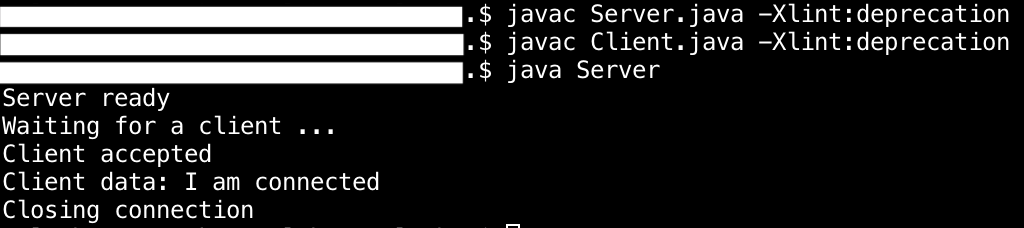 .$ javac Server.java -Xlint:deprecation
.$ javac Client.java -Xlint:deprecation
.$ java Server
Server ready
Waiting for a client ...
Client accepted
Client data: I am connected
Closing connection